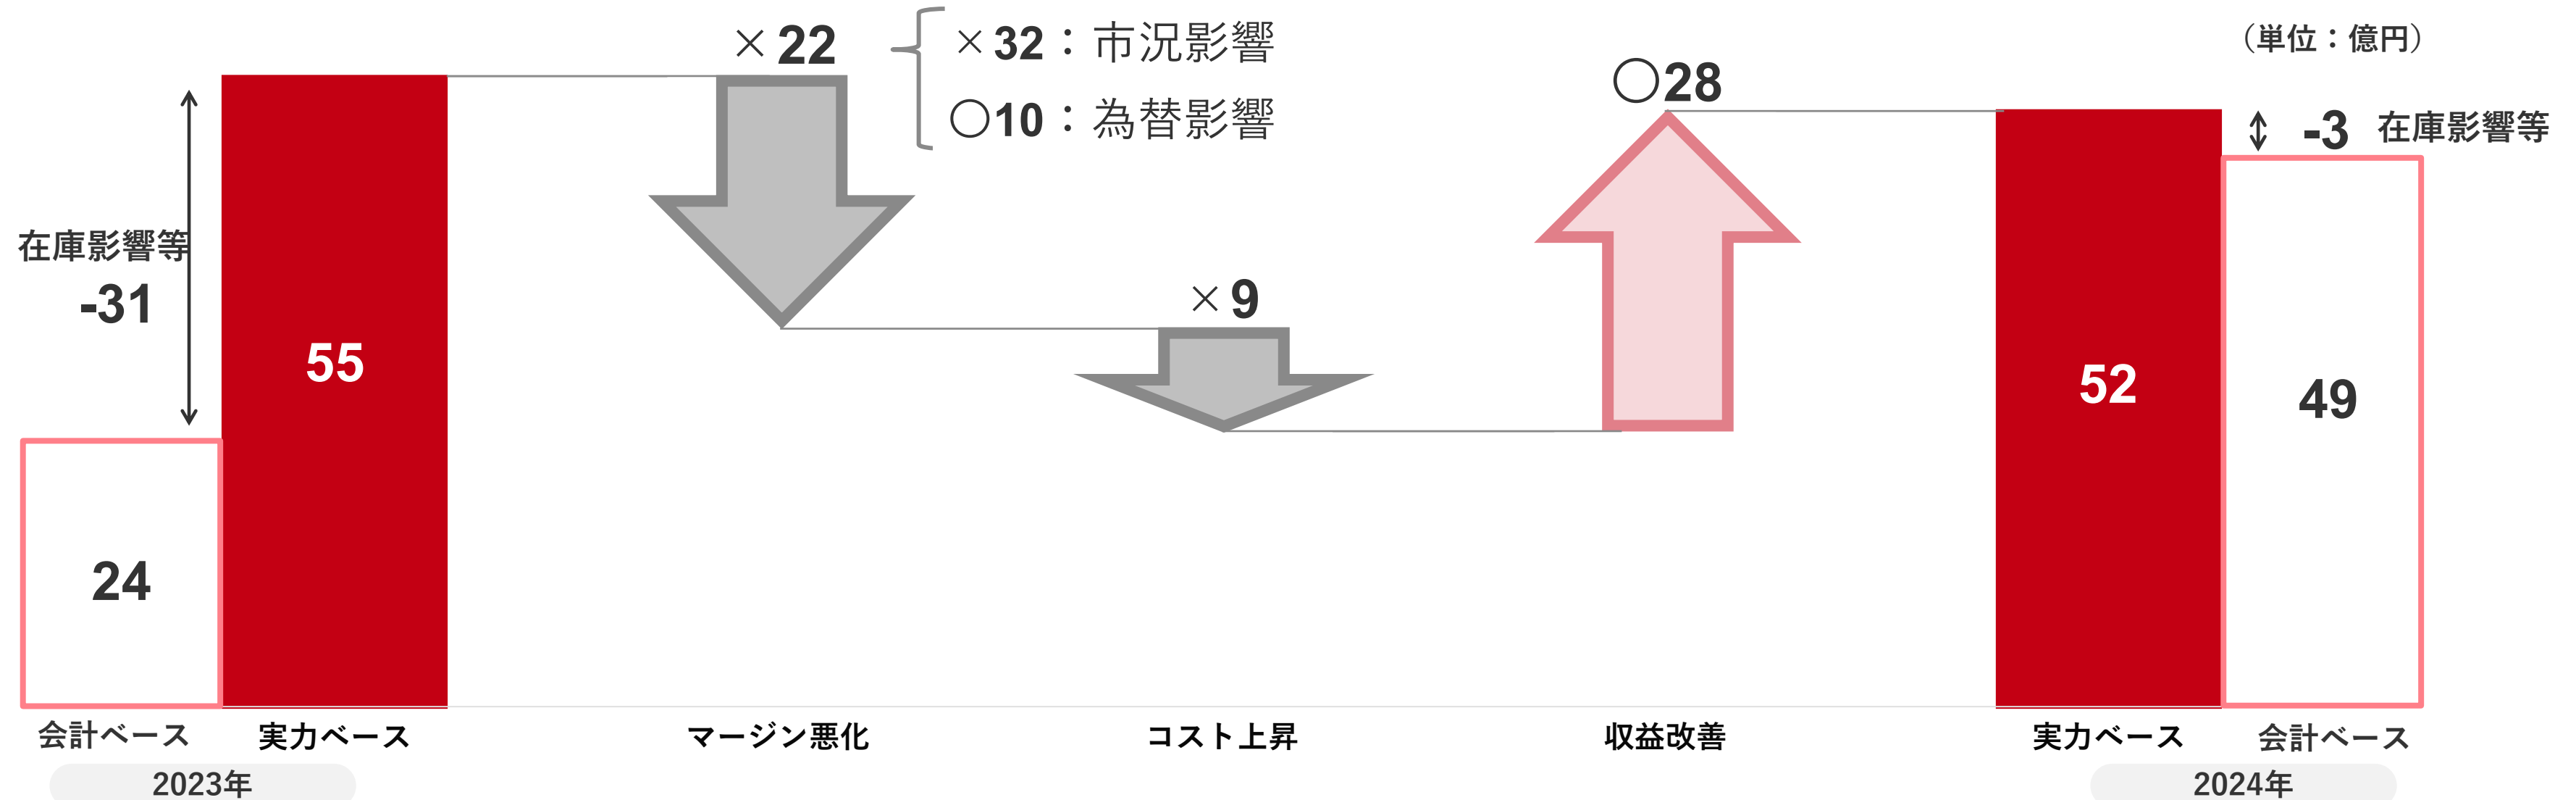 （単位：億円）
×22
×32：市況影響
○10：為替影響
○28
-3 在庫影響等
在庫影響等
-31
×9
55
52
49
24
会計ベース
実力ベース
マージン悪化
コスト上昇
収益改善
実力ベース
会計ベース
2023年
2024年